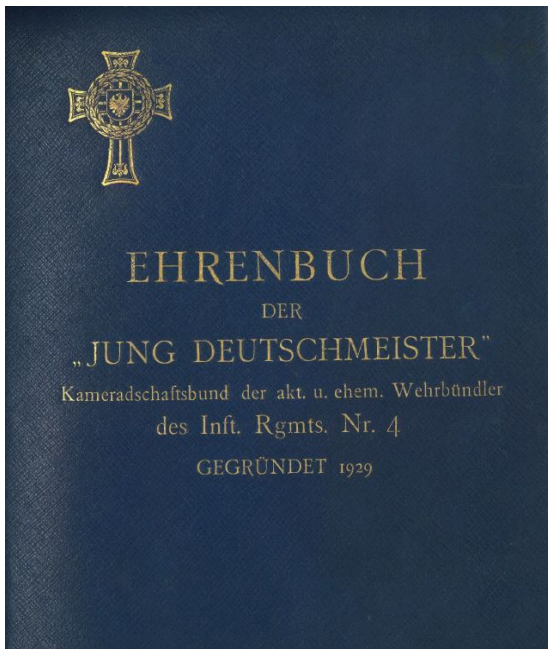 EHRENBUCH
DER
„JUNG DEUTSCHMEISTER“
Kameradschaftsbund der akt. u. ehem. Wehrbündler
des Inft. Rgmts. Nr. 4
GEGRÜNDET 1929